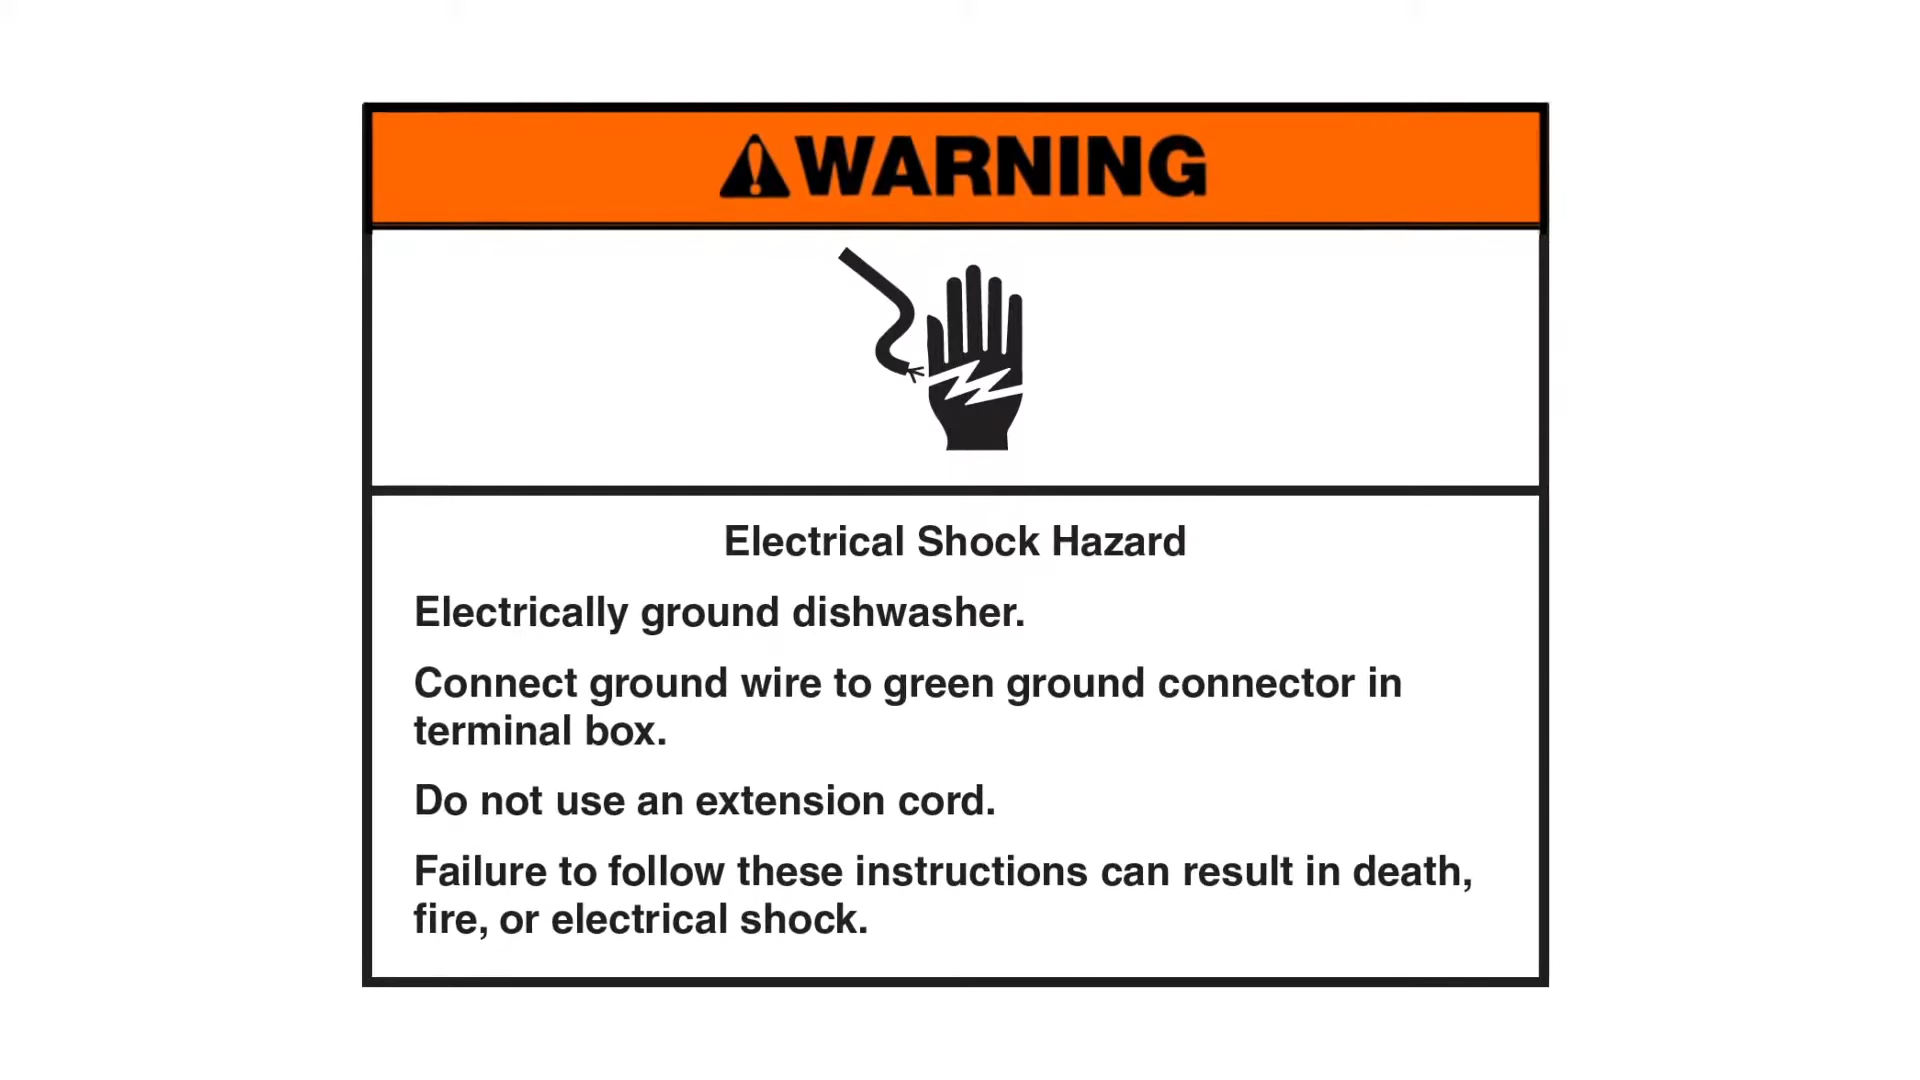 WARNING
Electrical Shock Hazard
Electrically ground dishwasher.
Connect ground wire to green ground connector in
terminal box.
Do not use an extension cord.
Failure to follow these instructions can result in death,
fire, or electrical shock.